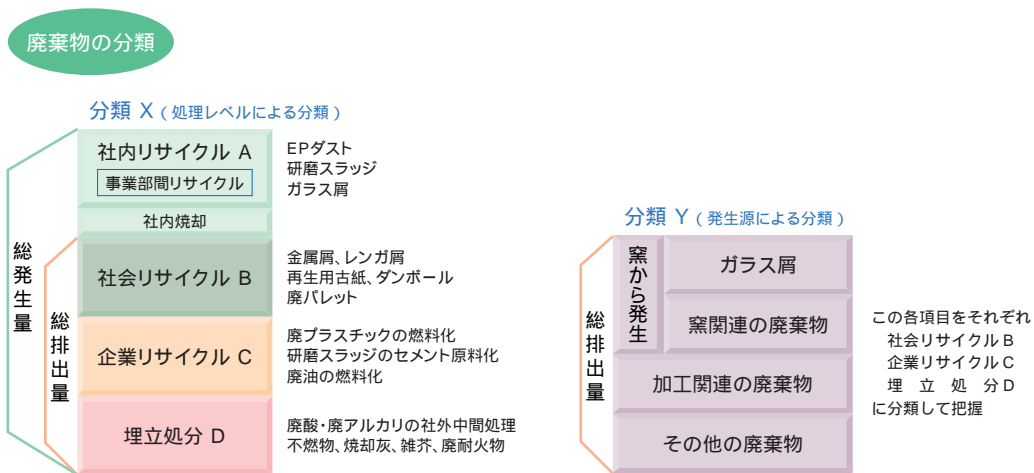 廃棄物の分類
分類 X(処理レベルによる分類)
総発生量
総排出量
社内リサイクル A
事業部間リサイクル
EPダスト
研磨スラッジ
ガラス屑
社内焼却
社会リサイクル B
金属屑、レンガ屑
再生用古紙、ダンボール
廃パレット
企業リサイクル C
廃プラスチックの燃料化
研磨スラッジのセメント原料化
廃油の燃料化
埋立処分 D
廃酸・廃アルカリの社外中間処理
不燃物、焼却灰、雑芥、廃耐火物
分類 Y(発生源による分類)
総排出量
窯から発生
ガラス屑
窯関連の廃棄物
加工関連の廃棄物
その他の廃棄物
この各項目をそれぞれ
社会リサイクルB
企業リサイクルC
埋 立 処 分D
に分類して把握